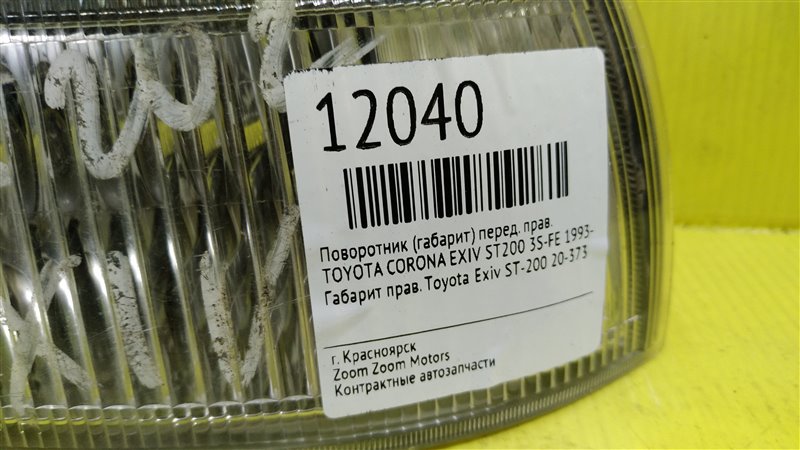 12040
Поворотник (габарит) перед. прав.
TOYOTA CORONA EXIV ST200 3S-FE 1993-
Габарит прав. Toyota Exiv ST-200 20-373
г. Красноярск
Zoom Zoom Motors
Контрактные автозапчасти